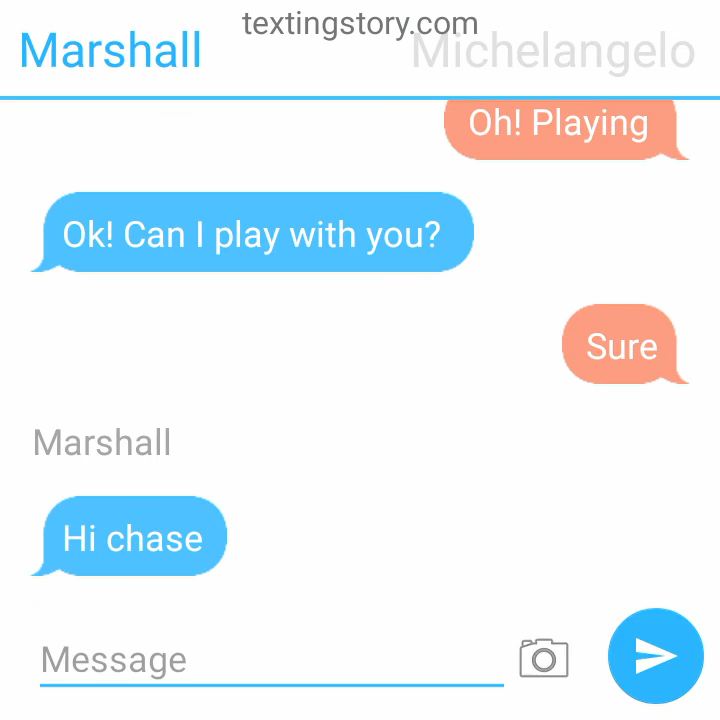 textingstory.com
Marshall
Michelangelo
Oh! Playing
Ok! Can I play with you?
Sure
Marshall
Hi chase
Message